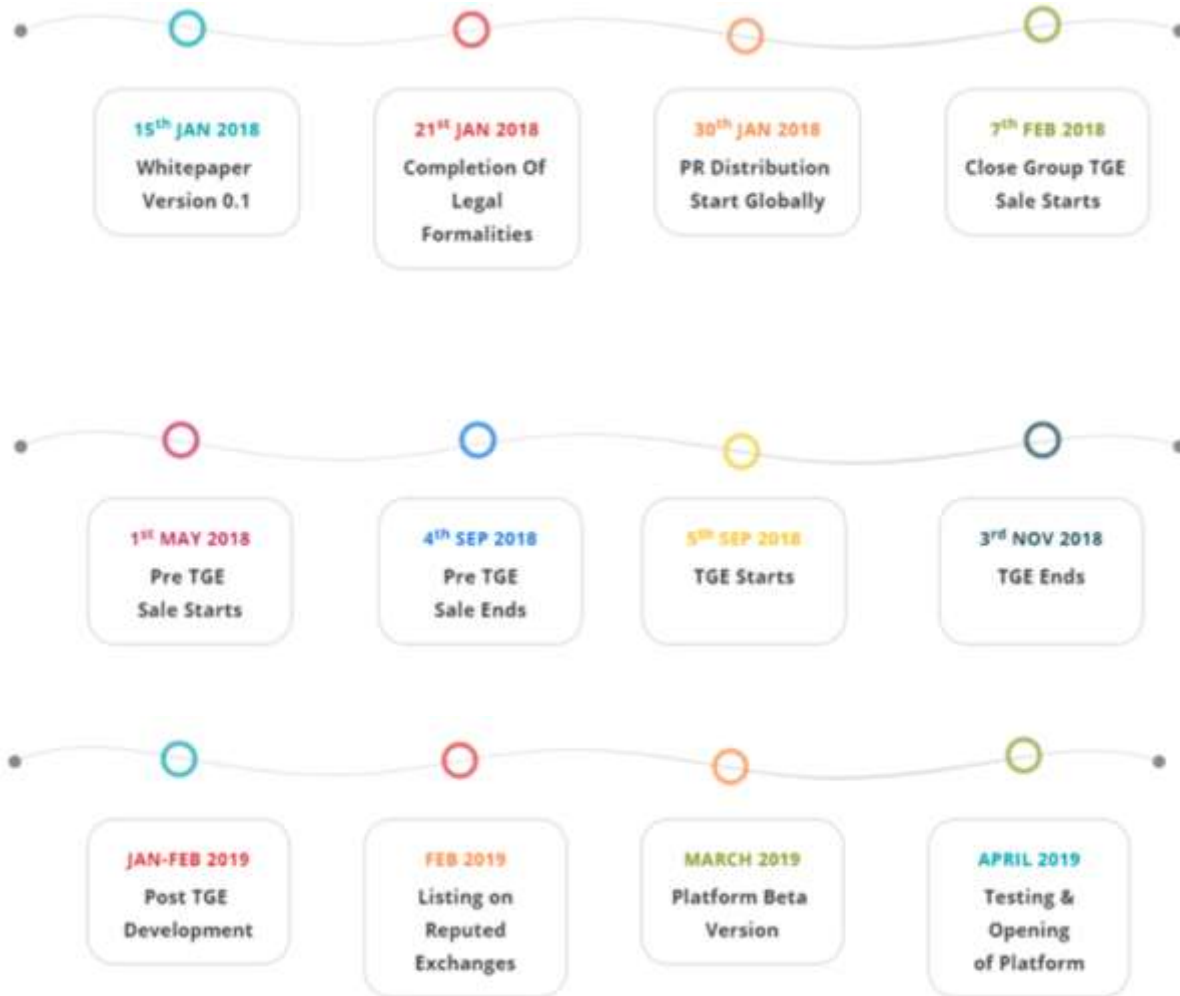 15th JAN 2018
Whitepaper
Version 0.1
21st JAN 2018
Completion Of
Legal
Formalities
30th JAN 2018
PR Distribution
Start Globally
7th FEB 2018
Close Group TGE
Sale Starts
1st MAY 2018
Pre TGE
Sale Starts
4th SEP 2018
Pre TGE
Sale Ends
5th SEP 2018
TGE Starts
3rd NOV 2018
TGE Ends
JAN-FEB 2019
Post TGE
Development
FEB 2019
Listing on
Reputed
Exchanges
MARCH 2019
Platform Beta
Version
APRIL 2019
Testing &
Opening
of Platform